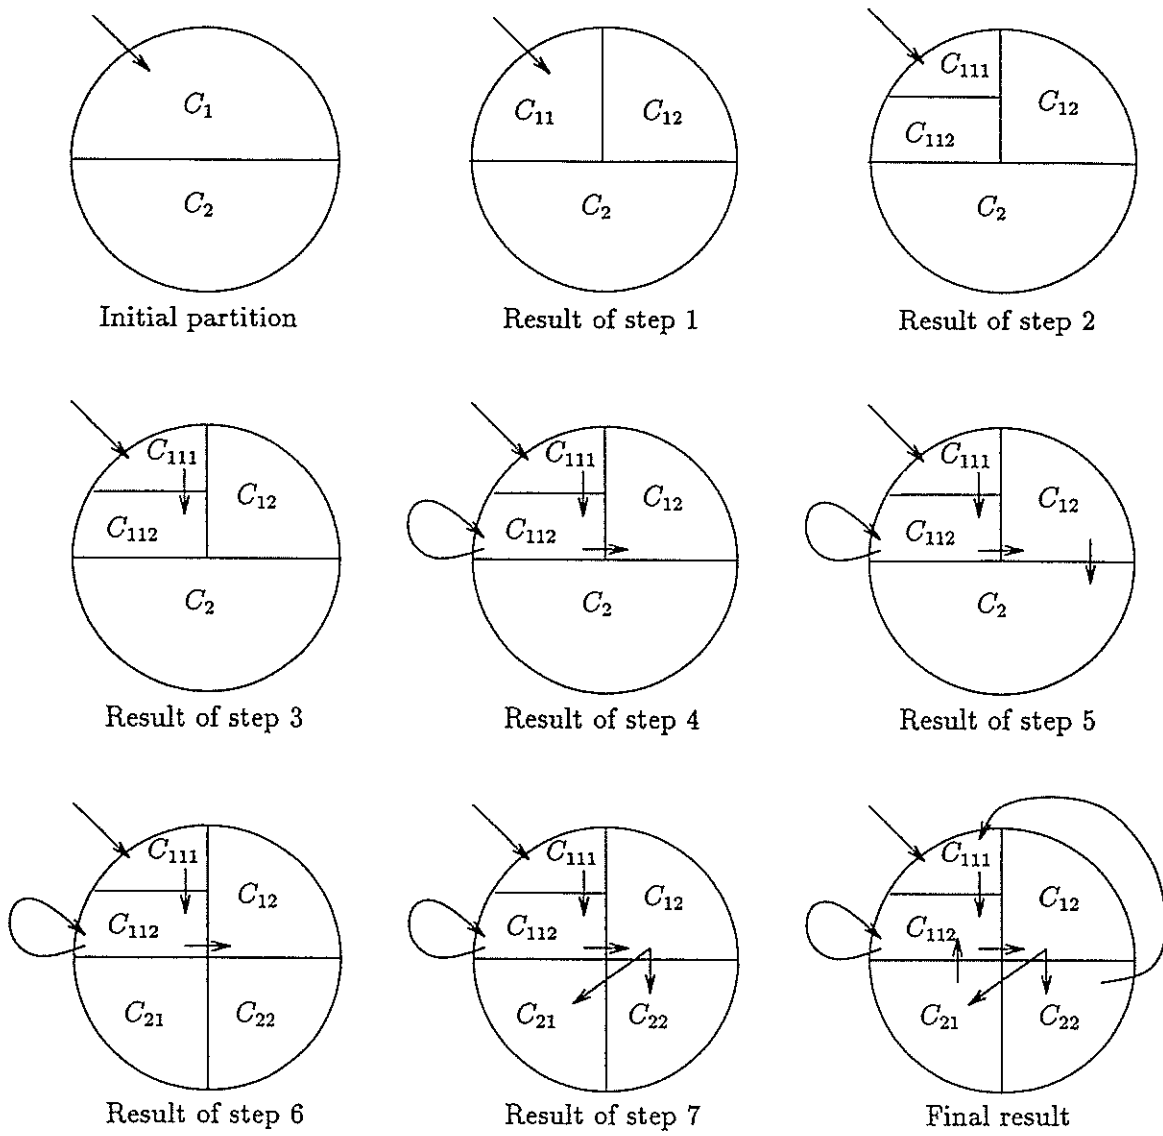 C₁
C₂
Initial partition
C₁₁ C₁₂
C₂
Result of step 1
C₁₁₁
C₁₂
C₁₁₂
C₂
Result of step 2
C₁₁₁
C₁₂
C₁₁₂
C₂
Result of step 3
C₁₁₁
C₁₂
C₁₁₂
C₂
Result of step 4
C₁₁₁
C₁₂
C₁₁₂
C₂
Result of step 5
C₁₁₁
C₁₂
C₁₁₂
C₂₁ C₂₂
Result of step 6
C₁₁₁
C₁₂
C₁₁₂
C₂₁ C₂₂
Result of step 7
C₁₁₁
C₁₂
C₁₁₂
C₂₁ C₂₂
Final result